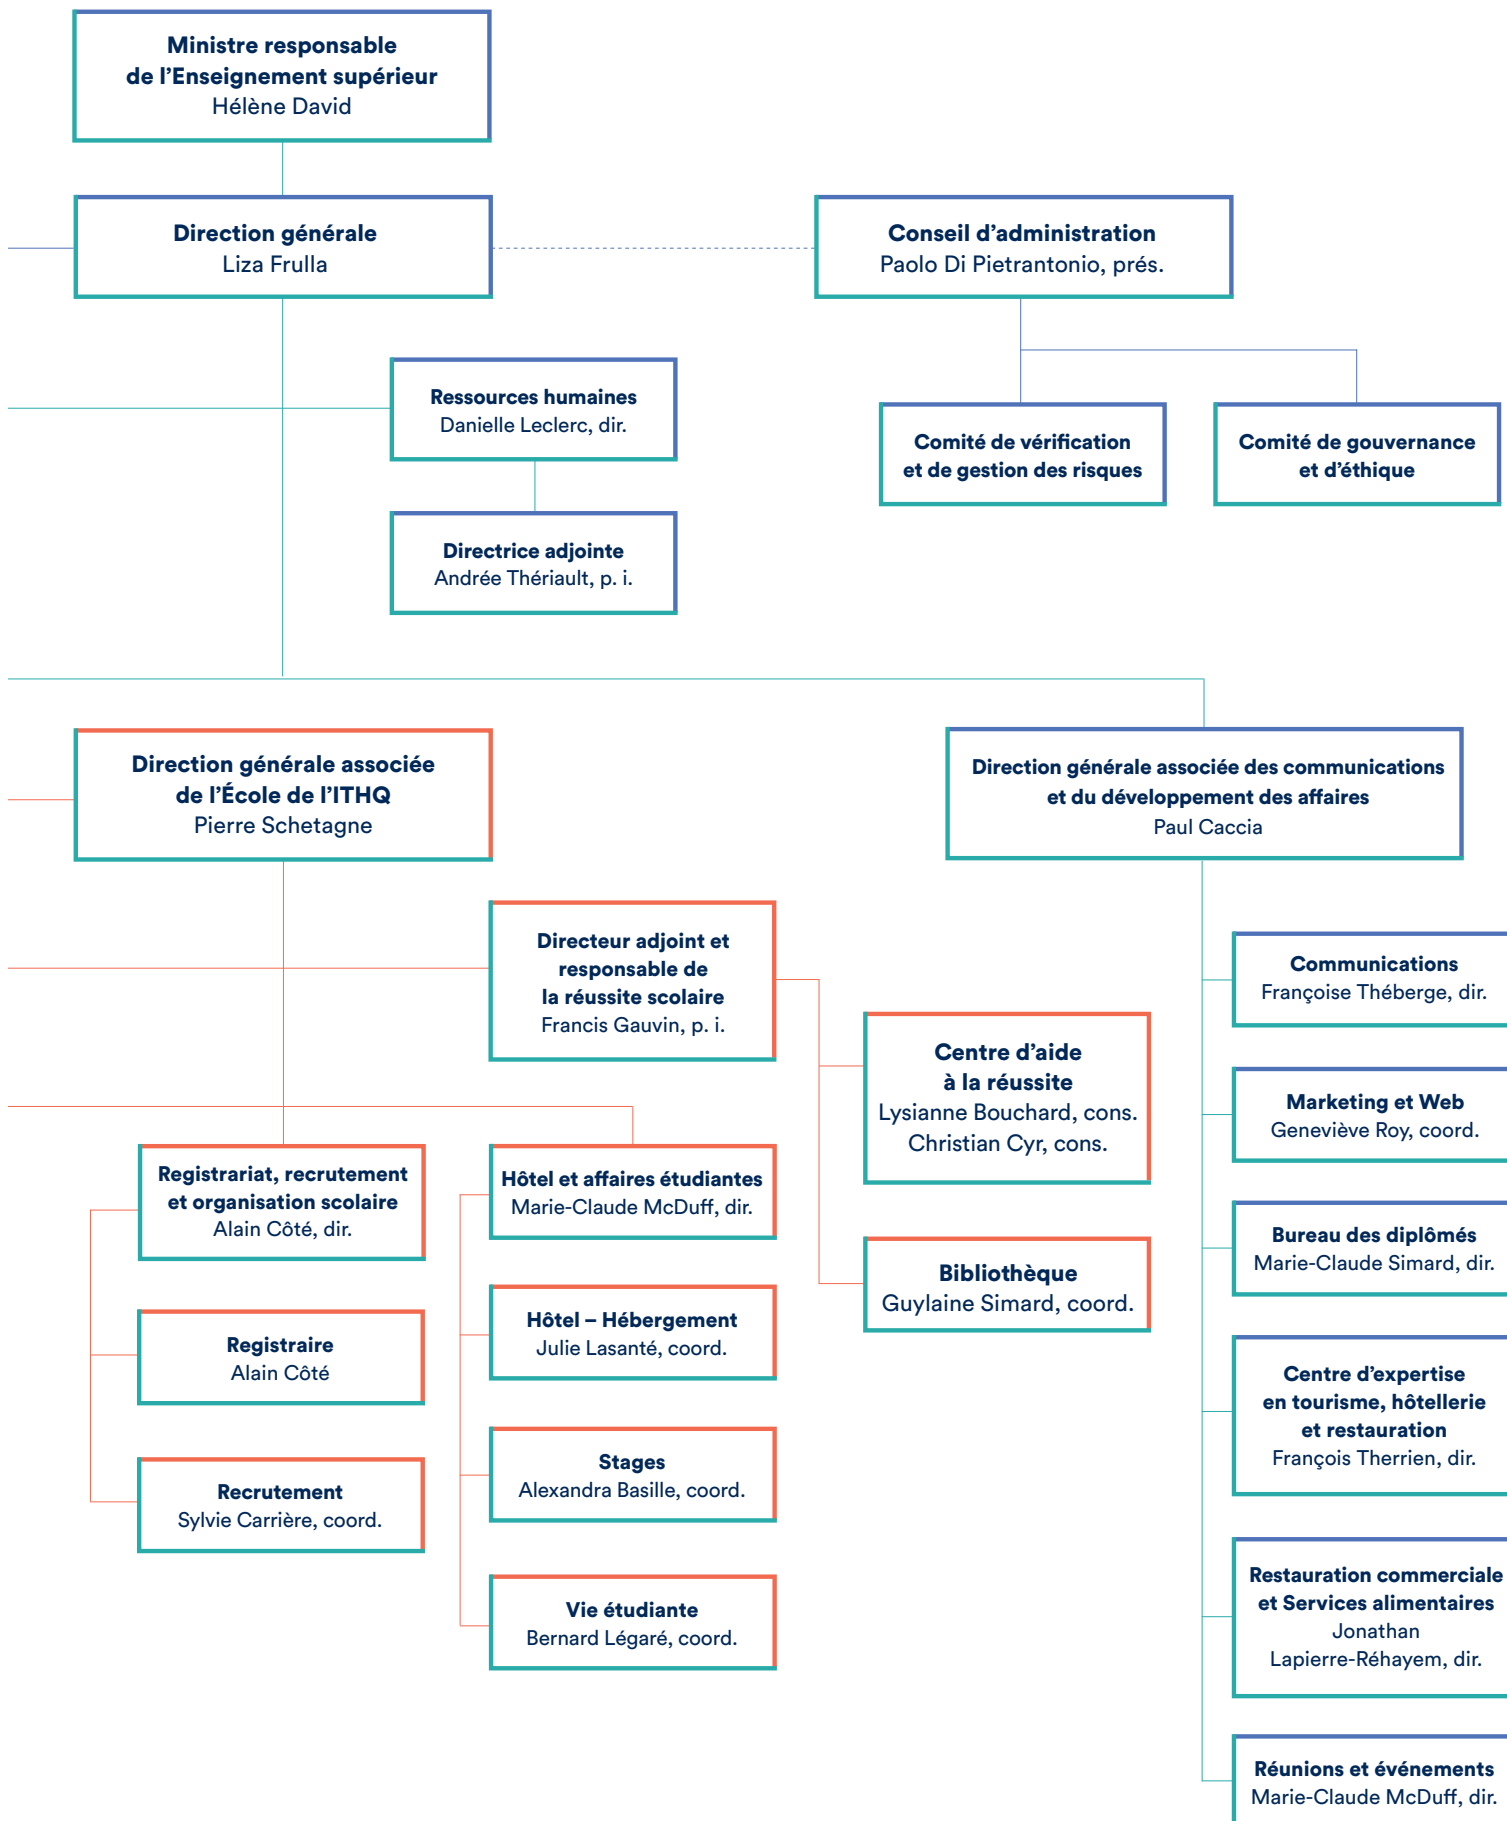 Ministre responsable
de l’Enseignement supérieur
Hélène David
Direction générale
Liza Frulla
Conseil d’administration
Paolo Di Pietrantonio, prés.
Ressources humaines
Danielle Leclerc, dir.
Comité de vérification
et de gestion des risques
Comité de gouvernance
et d’éthique
Directrice adjointe
Andrée Thériault, p. i.
Direction générale associée
de l’École de l’ITHQ
Pierre Schetagne
Direction générale associée des communications
et du développement des affaires
Paul Caccia
Directeur adjoint et
responsable de
la réussite scolaire
Francis Gauvin, p. i.
Centre d’aide
à la réussite
Lysianne Bouchard, cons.
Christian Cyr, cons.
Bibliothèque
Guylaine Simard, coord.
Registrariat, recrutement
et organisation scolaire
Alain Côté, dir.
Registraire
Alain Côté
Recrutement
Sylvie Carrière, coord.
Hôtel et affaires étudiantes
Marie-Claude McDuff, dir.
Hôtel – Hébergement
Julie Lasanté, coord.
Stages
Alexandra Basille, coord.
Vie étudiante
Bernard Légaré, coord.
Communications
Françoise Théberge, dir.
Marketing et Web
Geneviève Roy, coord.
Bureau des diplômés
Marie-Claude Simard, dir.
Centre d’expertise
en tourisme, hôtellerie
et restauration
François Therrien, dir.
Restauration commerciale
et Services alimentaires
Jonathan
Lapierre-Réhayem, dir.
Réunions et événements
Marie-Claude McDuff, dir.